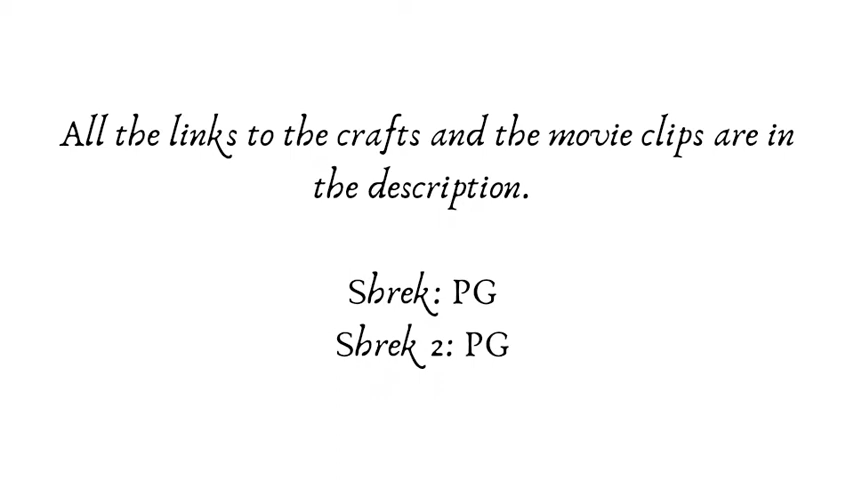 All the links to the crafts and the movie clips are in
the description.
Shrek: PG
Shrek 2: PG